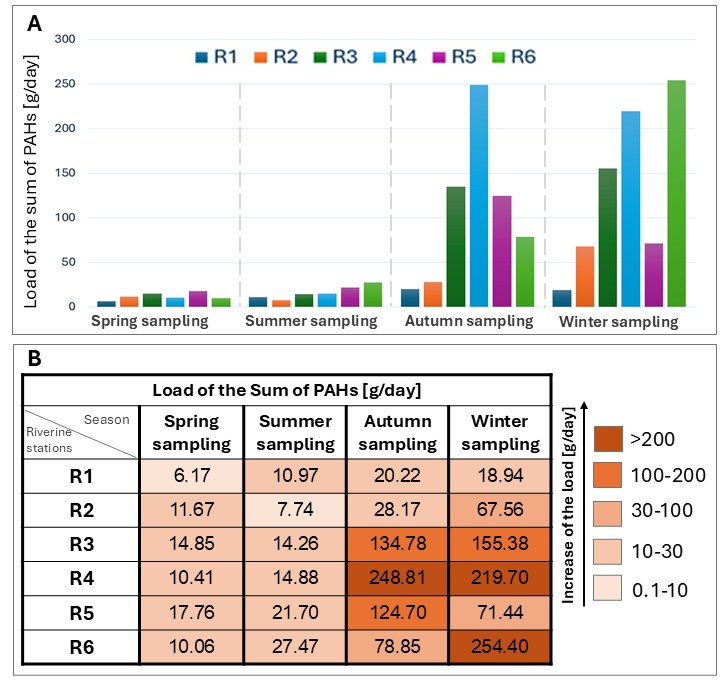 A
Load of the sum of PAHs [g/day]
300
250
200
150
100
50
0
R1 R2 R3 R4 R5 R6
Spring sampling Summer sampling Autumn sampling Winter sampling
B
Load of the Sum of PAHs [g/day]
Season
Riverine
stations
Spring sampling Summer sampling Autumn sampling Winter sampling
R1 6.17 10.97 20.22 18.94
R2 11.67 7.74 28.17 67.56
R3 14.85 14.26 134.78 155.38
R4 10.41 14.88 248.81 219.70
R5 17.76 21.70 124.70 71.44
R6 10.06 27.47 78.85 254.40
Increase of the load [g/day]
>200
100-200
30-100
10-30
0.1-10